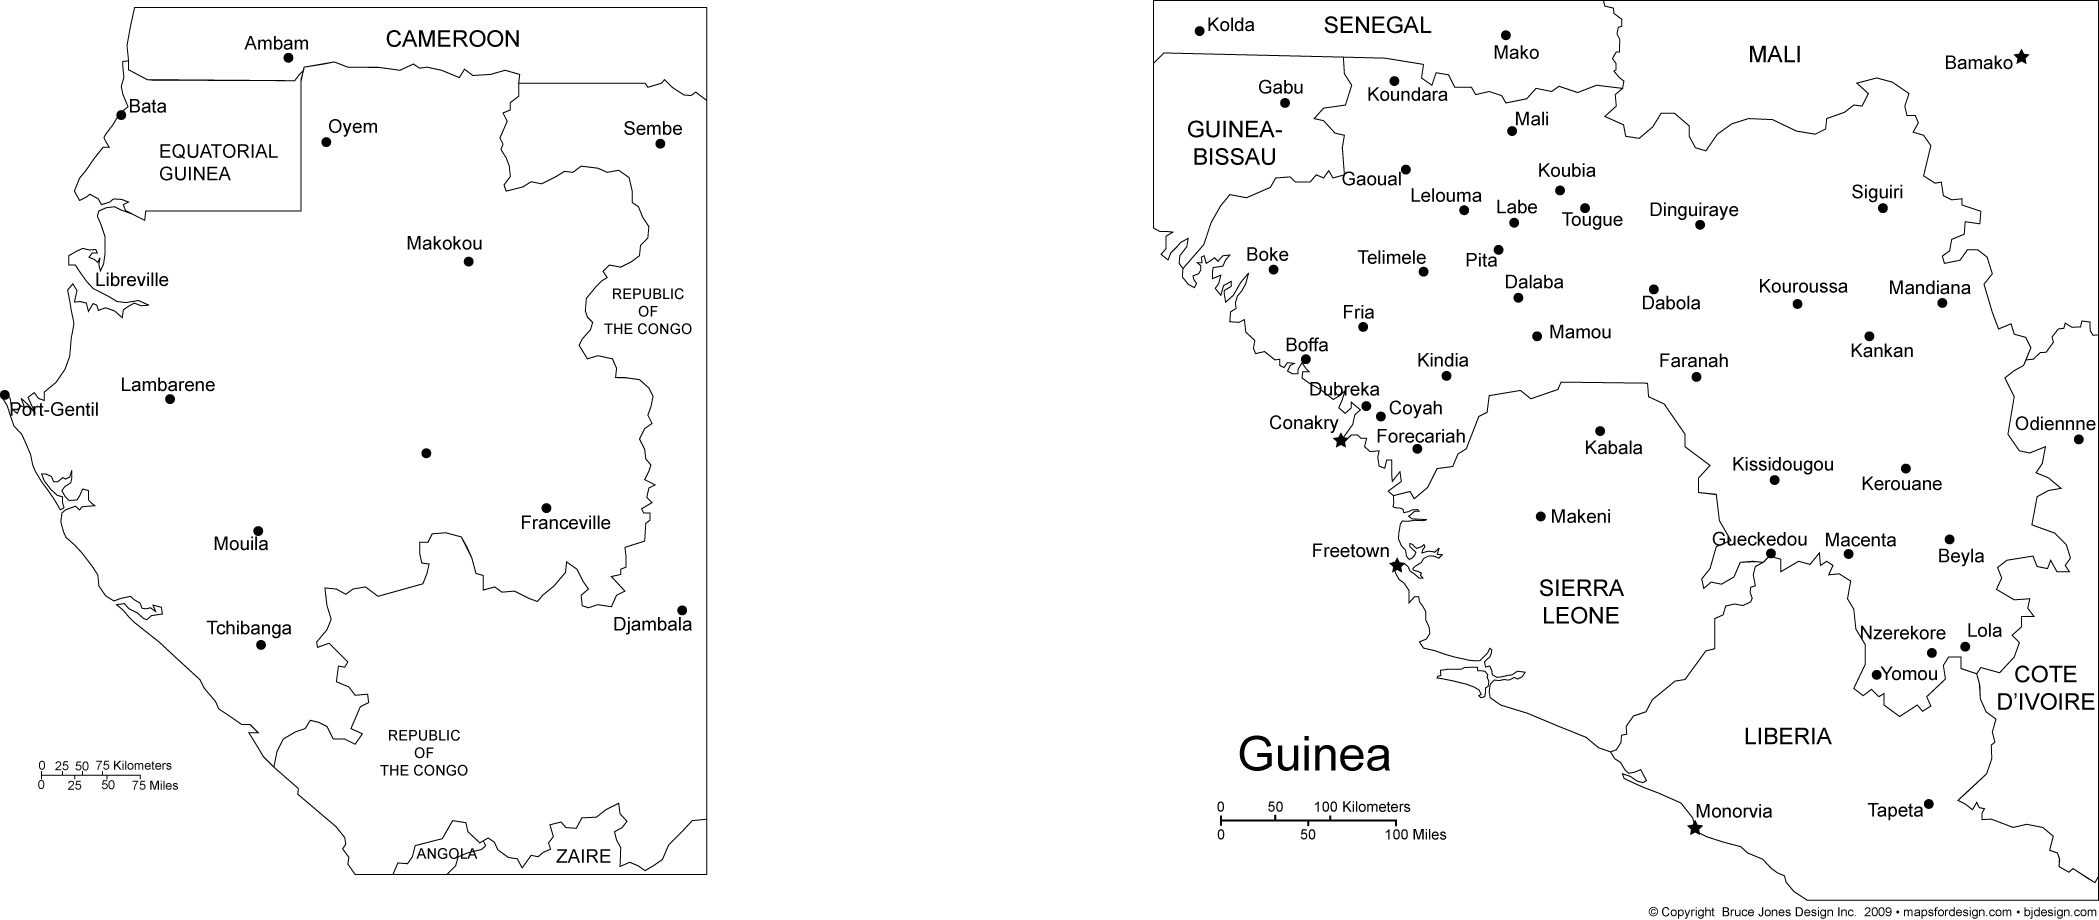 CAMEROON
Ambam
Bata
Oyem
Sembe
EQUATORIAL
GUINEA
Makokou
Libreville
REPUBLIC
OF
THE CONGO
Lambarene
Port-Gentil
Franceville
Mouila
Djambala
Tchibanga
REPUBLIC
OF
THE CONGO
0 25 50 75 Kilometers
0 25 50 75 Miles
ANGOLA
ZAIRE
Kolda
SENEGAL
Mako
MALI
Bamako
Gabu
Koundara
GUINEA-
BISSAU
Mali
Gaoual
Koubia
Lelouma
Labe
Tougue
Dinguiraye
Siguiri
Boke
Telimele
Pita
Dalaba
Dabola
Kouroussa
Mandiana
Fria
Mamou
Boffa
Kindia
Faranah
Kankan
Dubreka
Coyah
Conakry
Forecariah
Kabala
Odiennne
Kissidougou
Kerouane
Makeni
Freetown
Gueckedou
Macenta
Beyla
SIERRA
LEONE
Nzerekore
Lola
Yomou
COTE
D'IVOIRE
LIBERIA
Guinea
0 50 100 Kilometers
0 50 100 Miles
Monorvia
Tapeta
© Copyright Bruce Jones Design Inc. 2009 • mapsfordesign.com • bjdesign.com